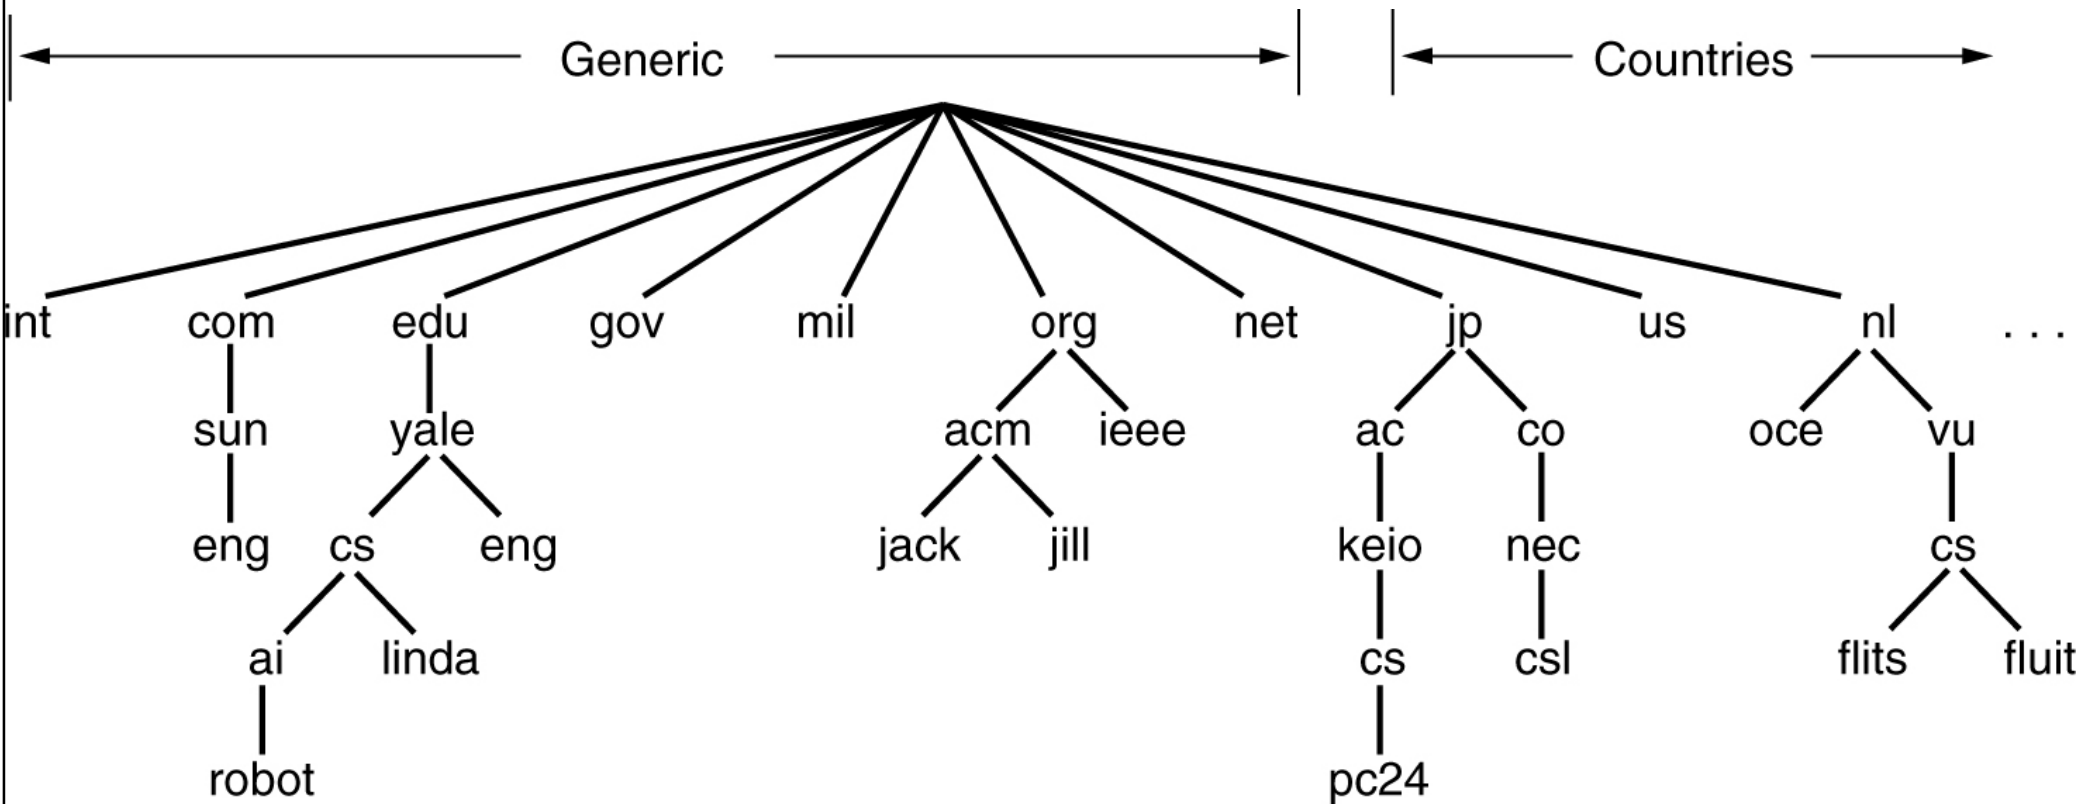 Generic Countries
int com edu gov mil org net jp us nl . . .
sun yale acm ieee ac co oce vu
eng cs eng jack jill keio nec cs
ai linda cs csl flits fluit
robot pc24